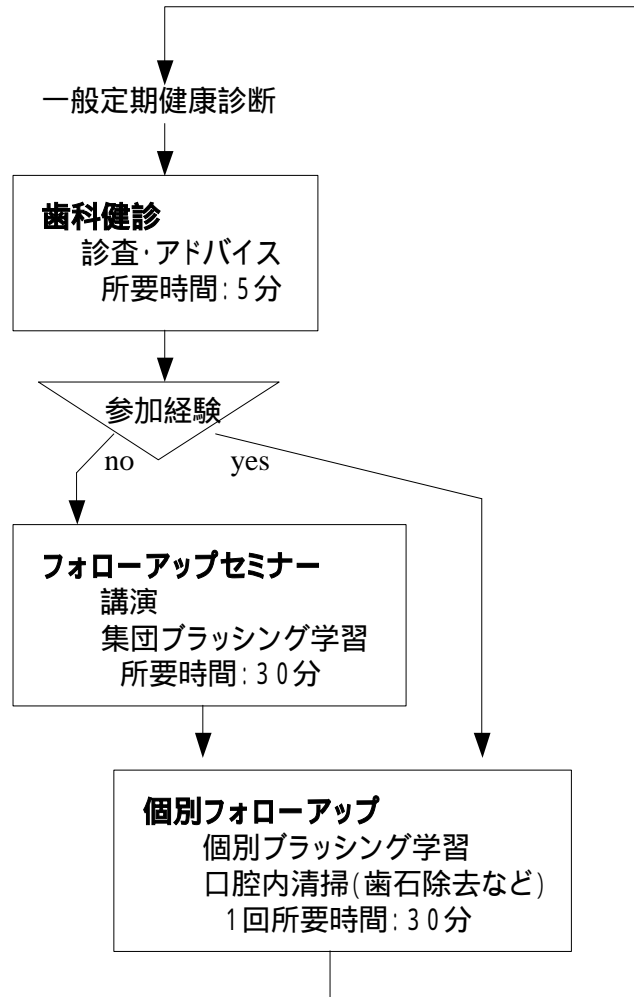 一般定期健康診断
歯科健診
診査・アドバイス
所要時間:5分
参加経験
no
yes
フォローアップセミナー
講演
集団ブラッシング学習
所要時間:30分
個別フォローアップ
個別ブラッシング学習
口腔内清掃(歯石除去など)
1回所要時間:30分